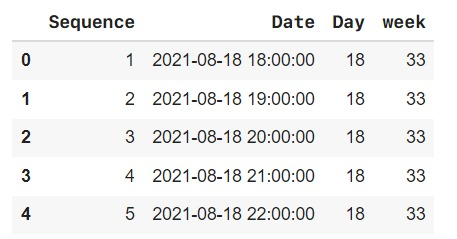 Sequence Date Day week
0 1 2021-08-18 18:00:00 18 33
1 2 2021-08-18 19:00:00 18 33
2 3 2021-08-18 20:00:00 18 33
3 4 2021-08-18 21:00:00 18 33
4 5 2021-08-18 22:00:00 18 33